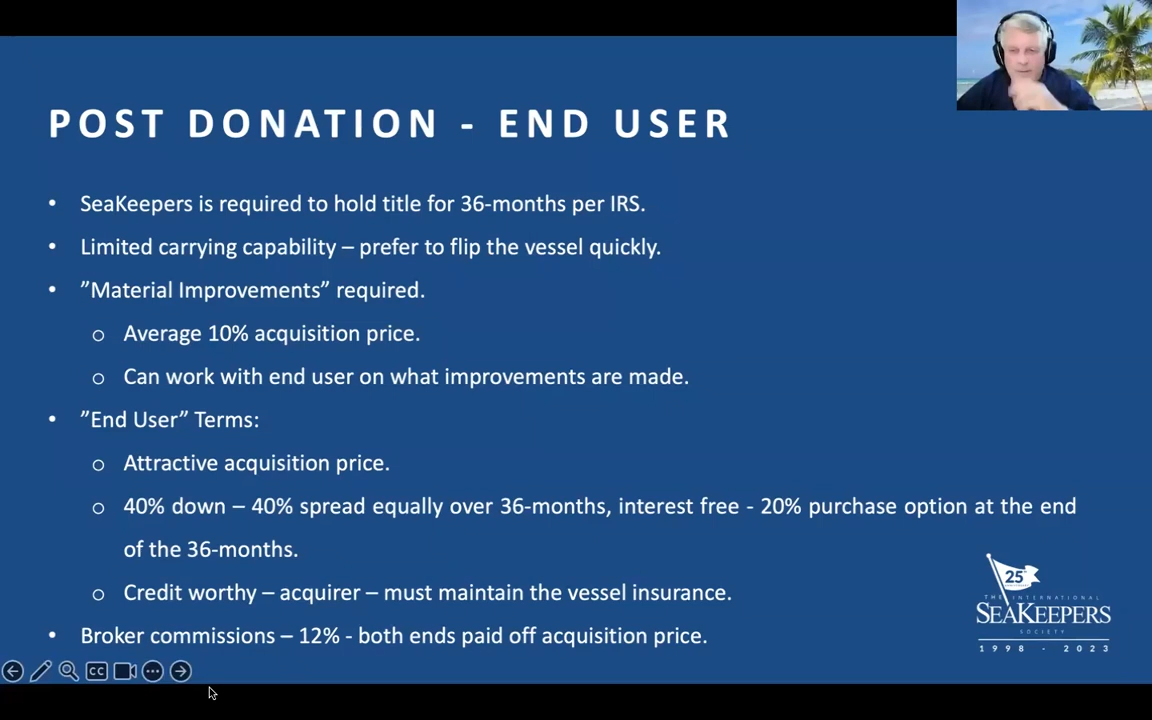 POST DONATION - END USER
• SeaKeepers is required to hold title for 36-months per IRS.
• Limited carrying capability – prefer to flip the vessel quickly.
• ”Material Improvements” required.
o Average 10% acquisition price.
o Can work with end user on what improvements are made.
• ”End User” Terms:
o Attractive acquisition price.
o 40% down – 40% spread equally over 36-months, interest free - 20% purchase option at the end
of the 36-months.
o Credit worthy – acquirer – must maintain the vessel insurance.
• Broker commissions – 12% - both ends paid off acquisition price.
25
THE INTERNATIONAL
SEAKEEPERS
SOCIETY
1998 - 2023
CC